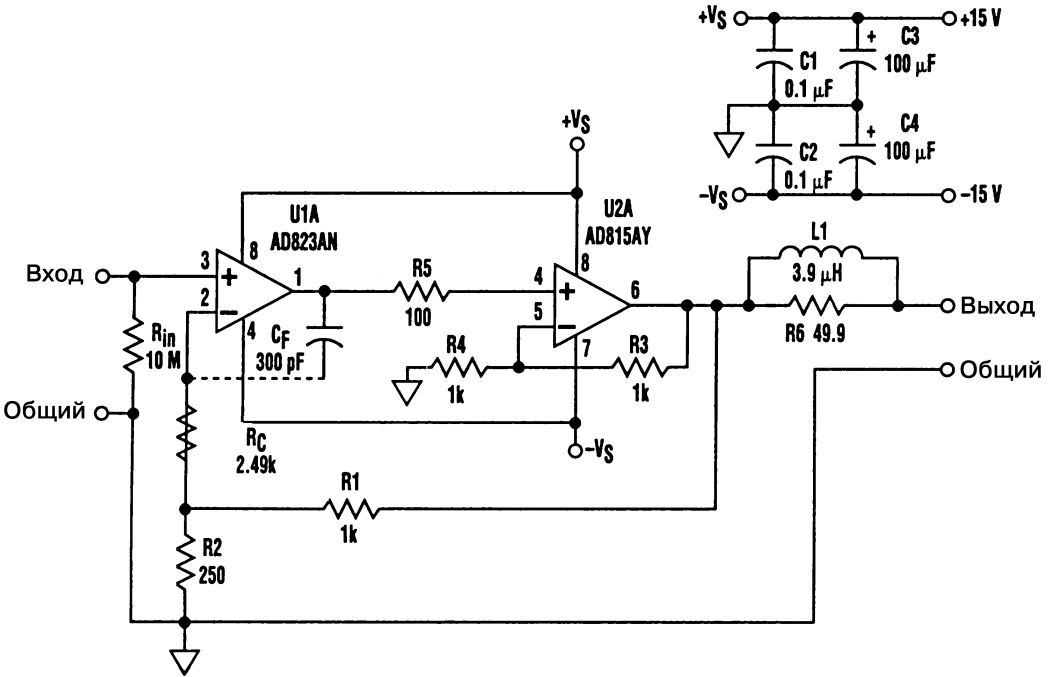 +VS
+15 V
C1
0.1 µF
+
C3
100 µF
C2
0.1 µF
+
C4
100 µF
–VS
–15 V
+VS
U1A
AD823AN
U2A
AD815AY
L1
3.9 µH
Вход
3
2
+
–
8
4
1
R5
100
4
5
+
–
8
7
6
Выход
R6 49.9
Rin
10 M
CF
300 pF
R4
1k
R3
1k
Общий
Общий
RC
2.49k
–VS
R1
1k
R2
250